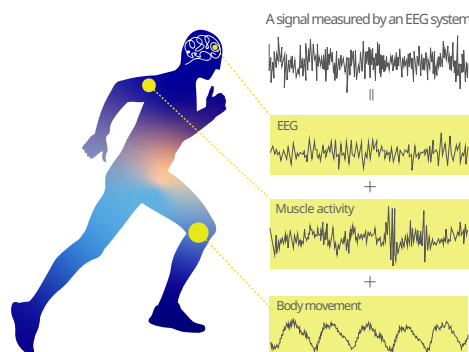 A signal measured by an EEG system
=
EEG
+
Muscle activity
+
Body movement